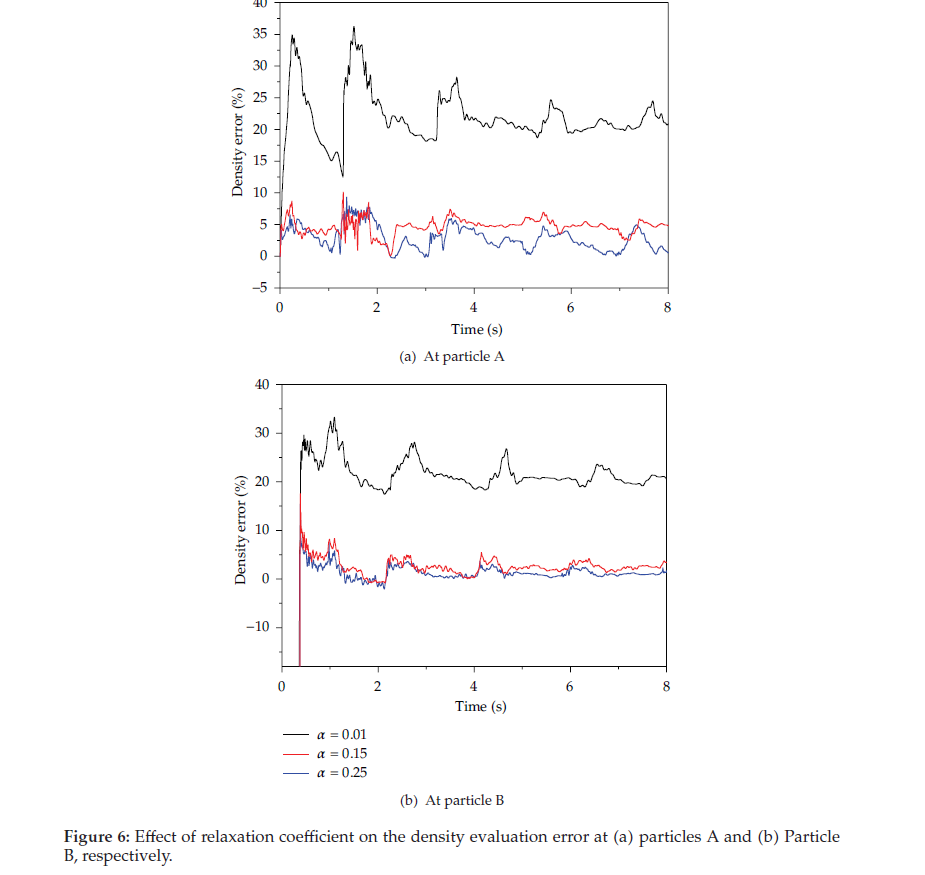 40
35
30
25
20
15
10
5
0
−5
Density error (%)
0 2 4 6 8
Time (s)
(a) At particle A
40
30
20
10
0
−10
Density error (%)
0 2 4 6 8
Time (s)
α = 0.01
α = 0.15
α = 0.25
(b) At particle B
Figure 6: Effect of relaxation coefficient on the density evaluation error at (a) particles A and (b) Particle
B, respectively.